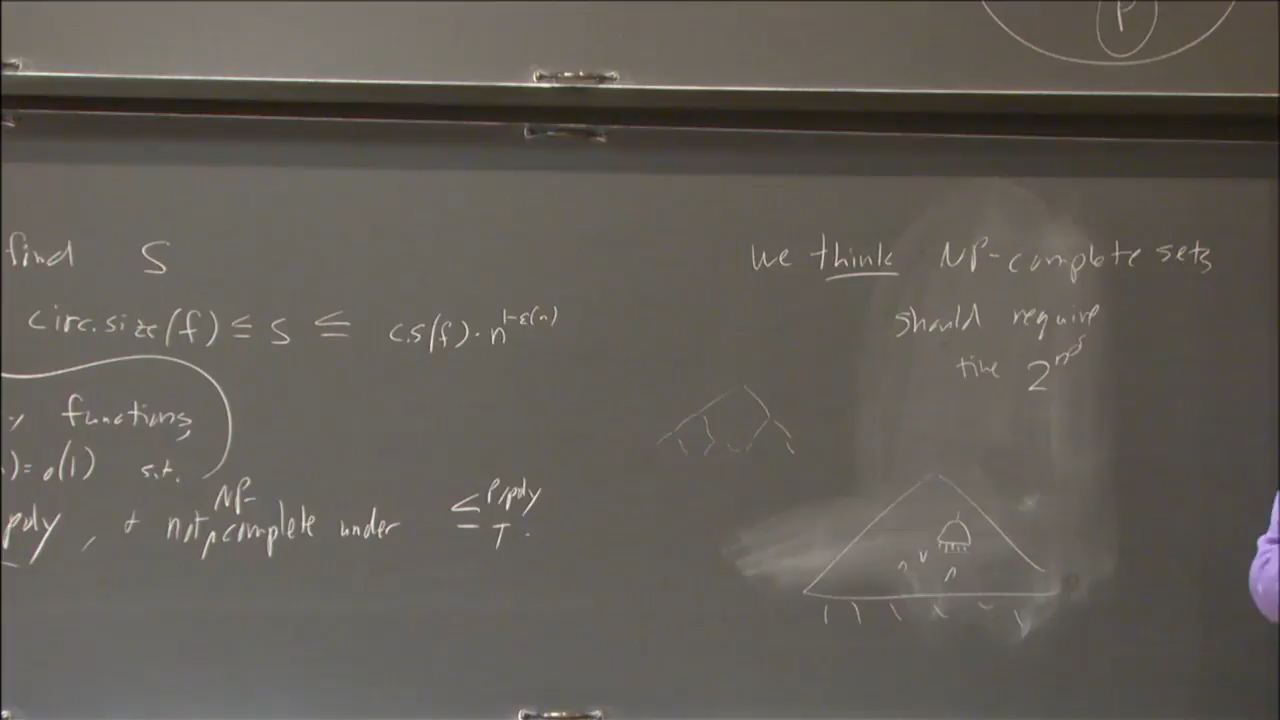 P
find S
circ.size(f) ≤ S ≤ c.s(f) · n^{1-ε(n)}
functions,
)=o(1) s.t.
poly, + not NP-complete under ≤^{P/poly}_T.
We think NP-complete sets
should require
time 2^{n^δ}